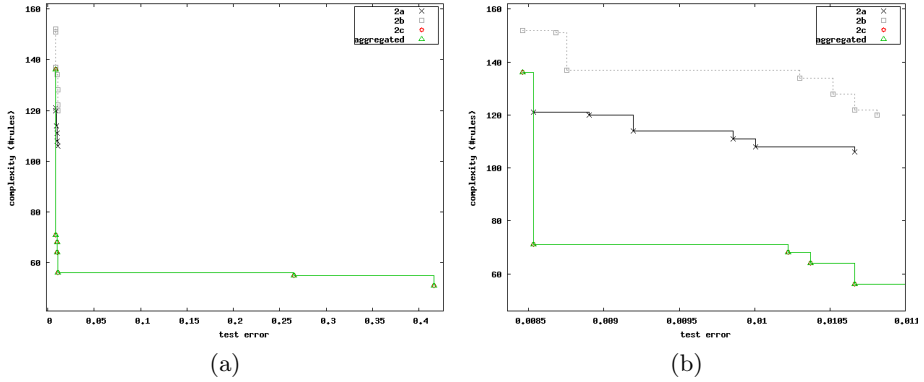 2a
2b
2c
aggregated
160
140
120
100
80
60
complexity (#rules)
0 0,05 0,1 0,15 0,2 0,25 0,3 0,35 0,4
test error
(a)
2a
2b
2c
aggregated
160
140
120
100
80
60
complexity (#rules)
0,0085 0,009 0,0095 0,01 0,0105 0,011
test error
(b)